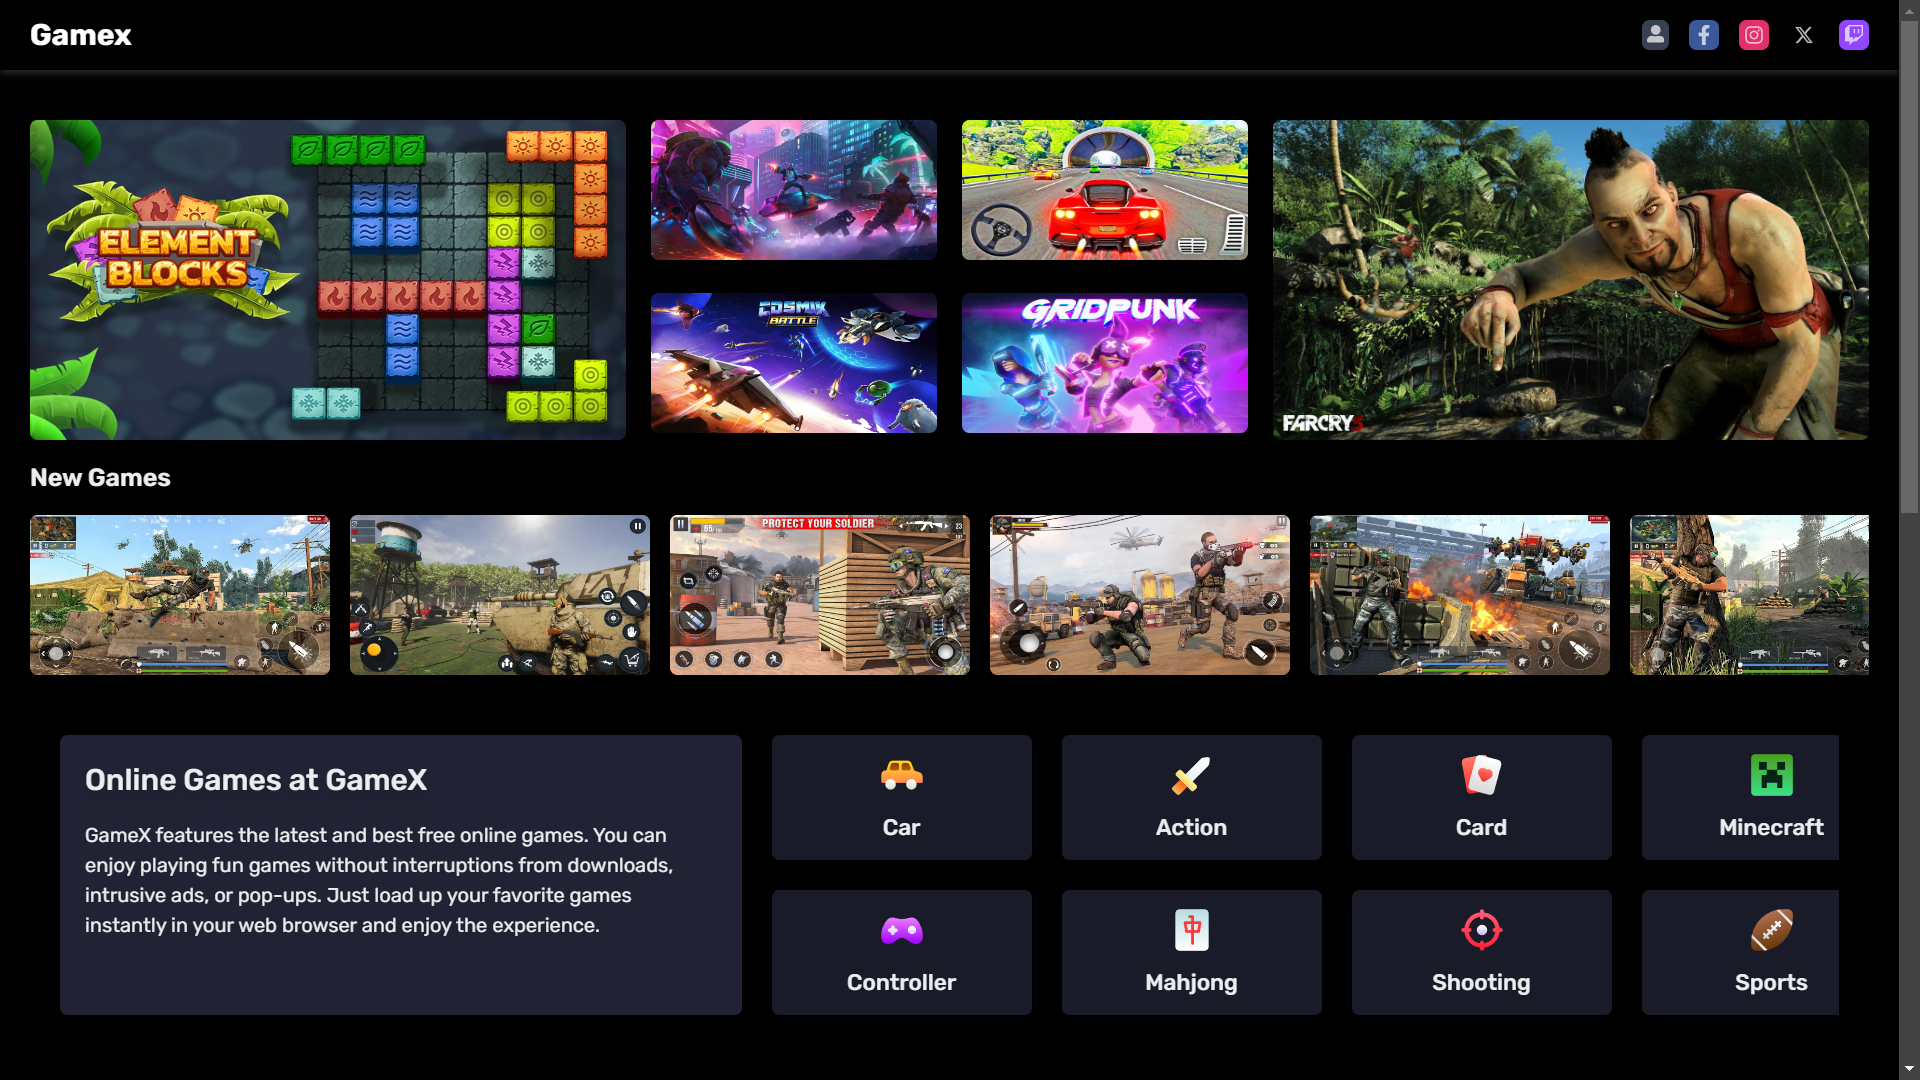 Gamex
ELEMENT
BLOCKS
COSMIX
BATTLE
GRIDPUNK
FARCRY 3
New Games
PROTECT YOUR SOLDIER
Online Games at GameX
GameX features the latest and best free online games. You can
enjoy playing fun games without interruptions from downloads,
intrusive ads, or pop-ups. Just load up your favorite games
instantly in your web browser and enjoy the experience.
Car
Action
Card
Minecraft
Controller
中
Mahjong
Shooting
Sports